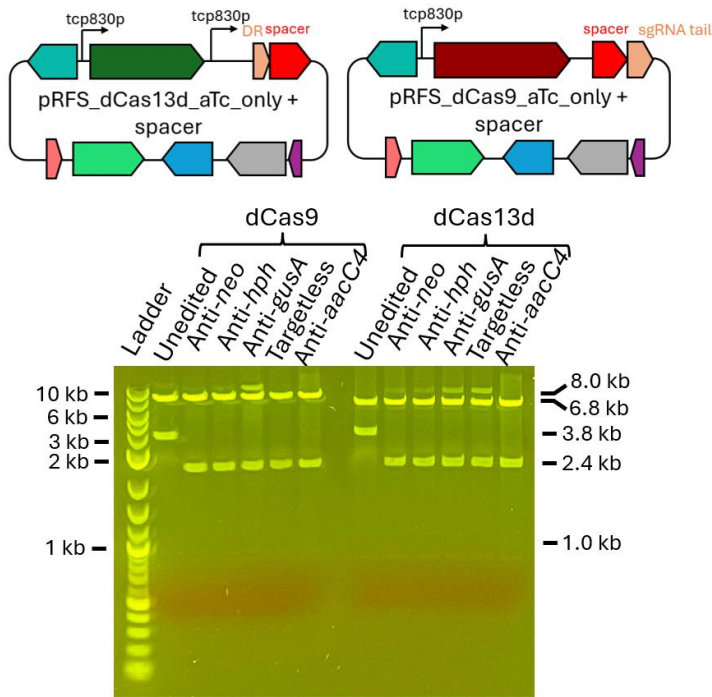 tcp830p
tcp830p
DR spacer
pRFS_dCas13d_aTc_only +
spacer
tcp830p
spacer
sgRNA tail
pRFS_dCas9_aTc_only +
spacer
dCas9
dCas13d
Ladder
Unedited
Anti-neo
Anti-hph
Anti-gusA
Targetless
Anti-aacC4
Unedited
Anti-neo
Anti-hph
Anti-gusA
Targetless
Anti-aacC4
10 kb
6 kb
3 kb
2 kb
1 kb
8.0 kb
6.8 kb
3.8 kb
2.4 kb
1.0 kb